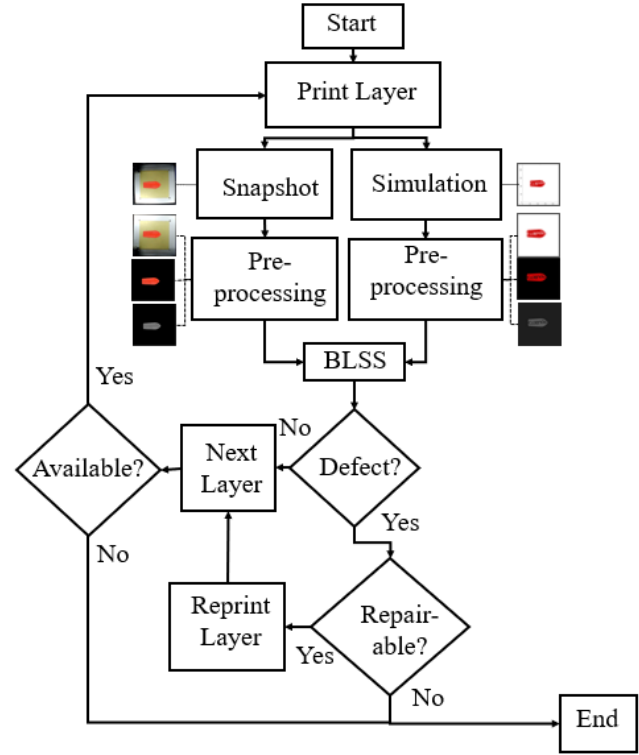 Start
Print Layer
Snapshot
Simulation
Pre-
processing
Pre-
processing
BLSS
Yes
No
Available?
Next
Layer
Defect?
Yes
No
Reprint
Layer
Repair-
able?
Yes
No
End